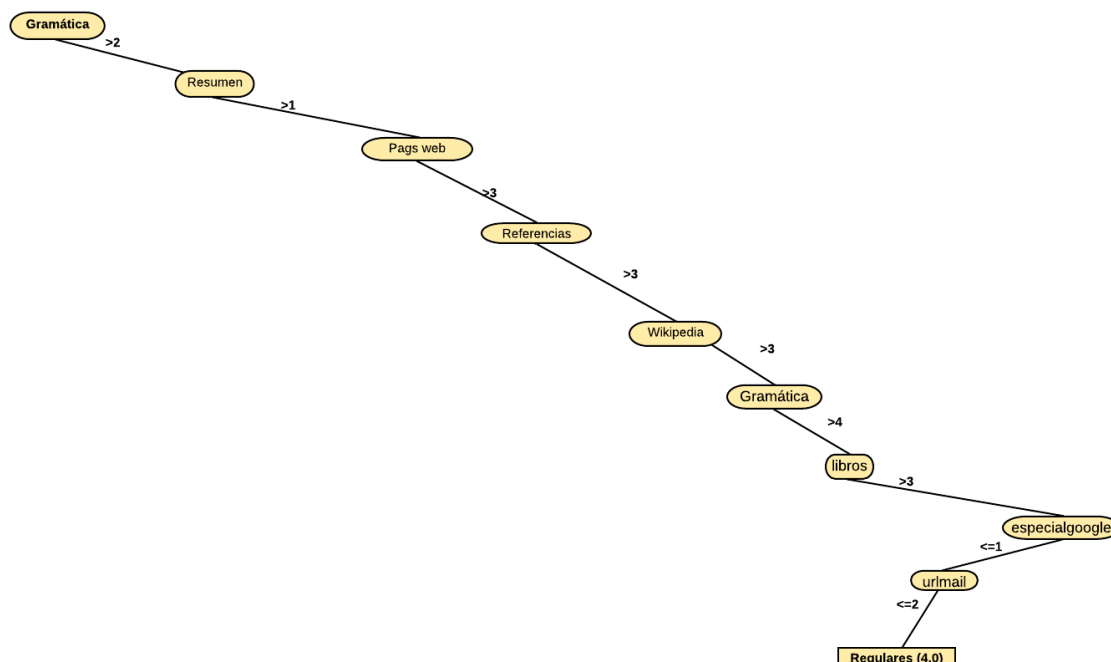 Gramática
>2
Resumen
>1
Pags web
>3
Referencias
>3
Wikipedia
>3
Gramática
>4
libros
>3
especialgoogle
<=1
urlmail
<=2
Regulares (4.0)